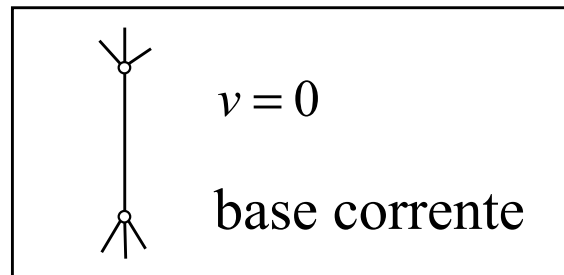 v = 0
base corrente